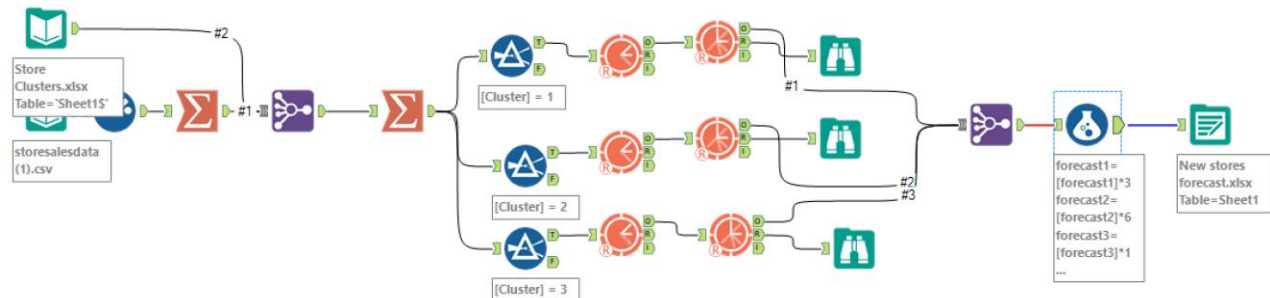 #2
Store
Clusters.xlsx
Table=`Sheet1$`
#1
storesalesdata
(1).csv
T
F
[Cluster] = 1
O
R
I
R
O
R
I
R
#1
T
F
[Cluster] = 2
O
R
I
R
O
R
I
R
#2
#3
T
F
[Cluster] = 3
O
R
I
R
O
R
I
R
forecast1=
[forecast1]*3
forecast2=
[forecast2]*6
forecast3=
[forecast3]*1
...
New stores
forecast.xlsx
Table=Sheet1